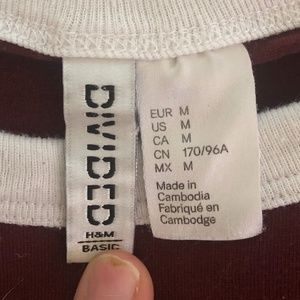 DIVIDED
H&M
BASIC
EUR M
US M
CA M
CN 170/96A
MX M
Made in
Cambodia
Fabriqué en
Cambodge